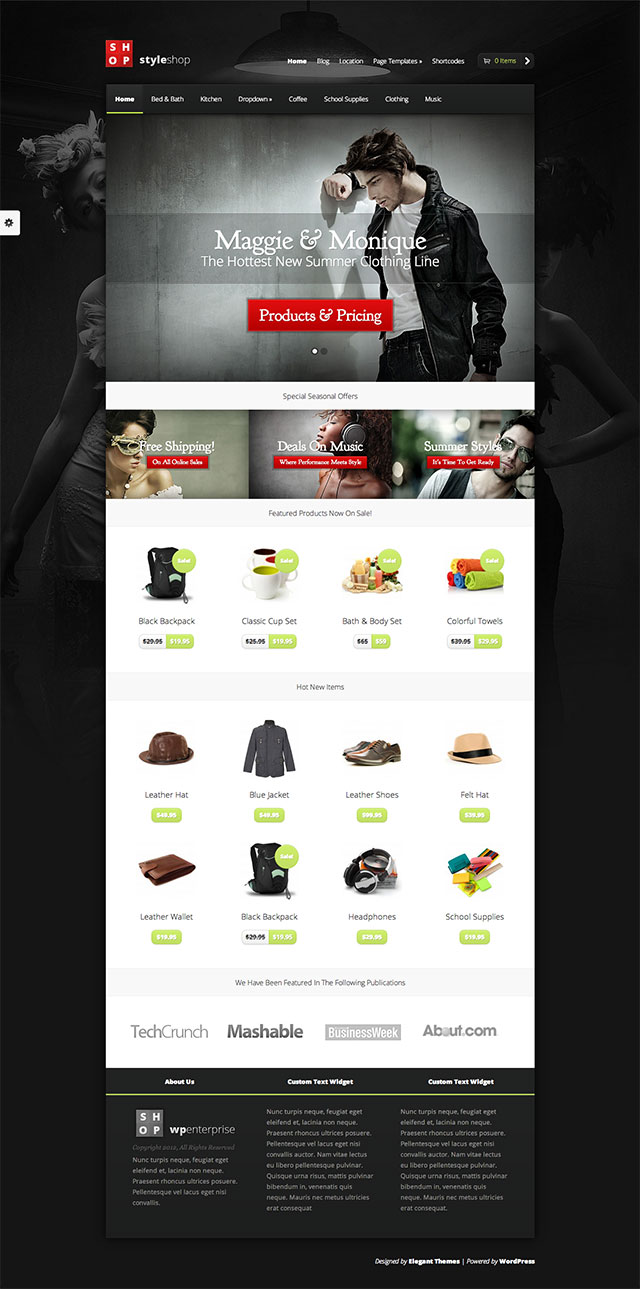 SH
OP styleshop
Home Blog Location Page Templates » Shortcodes 0 Items
Home Bed & Bath Kitchen Dropdown » Coffee School Supplies Clothing Music
Maggie & Monique
The Hottest New Summer Clothing Line
Products & Pricing
Special Seasonal Offers
Free Shipping! Deals On Music Summer Styles
On All Online Sales Where Performance Meets Style It's Time To Get Ready
Featured Products Now On Sale!
Sale! Sale! Sale! Sale!
Black Backpack Classic Cup Set Bath & Body Set Colorful Towels
$29.95 $19.95 $25.95 $19.95 $65 $59 $39.95 $29.95
Hot New Items
Leather Hat Blue Jacket Leather Shoes Felt Hat
$49.95 $49.95 $99.95 $39.95
Sale!
Leather Wallet Black Backpack Headphones School Supplies
$19.95 $29.95 $19.95 $29.95 $19.95
We Have Been Featured In The Following Publications
TechCrunch Mashable BusinessWeek About.com
About Us Custom Text Widget Custom Text Widget
SH
OP wpenterprise
Copyright 2012, All Rights Reserved
Nunc turpis neque, feugiat eget
eleifend et, lacinia non neque.
Praesent rhoncus ultrices posuere.
Pellentesque vel lacus eget nisi
convallis.
Nunc turpis neque, feugiat eget
eleifend et, lacinia non neque.
Praesent rhoncus ultrices posuere.
Pellentesque vel lacus eget nisl
convallis auctor. Nam vitae lectus
eu libero pellentesque pulvinar.
Quisque urna risus, mattis pulvinar
bibendum in, venenatis quis
neque. Mauris nec metus ultricies
erat consequat
Nunc turpis neque, feugiat eget
eleifend et, lacinia non neque.
Praesent rhoncus ultrices posuere.
Pellentesque vel lacus eget nisl
convallis auctor. Nam vitae lectus
eu libero pellentesque pulvinar.
Quisque urna risus, mattis pulvinar
bibendum in, venenatis quis
neque. Mauris nec metus ultricies
erat consequat
Designed by Elegant Themes | Powered by WordPress